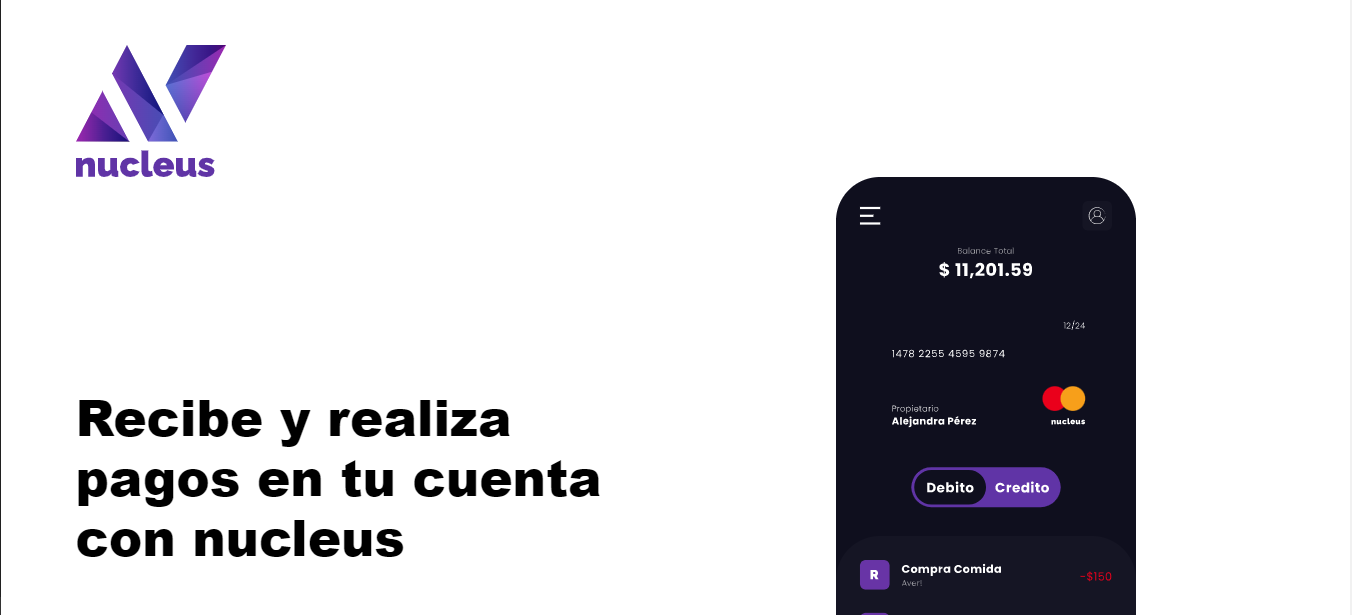 nucleus
Recibe y realiza
pagos en tu cuenta
con nucleus
Balance Total
$ 11,201.59
12/24
1478 2255 4595 9874
Propietario
Alejandra Pérez
nucleus
Debito Credito
R Compra Comida
Aver!
-$150